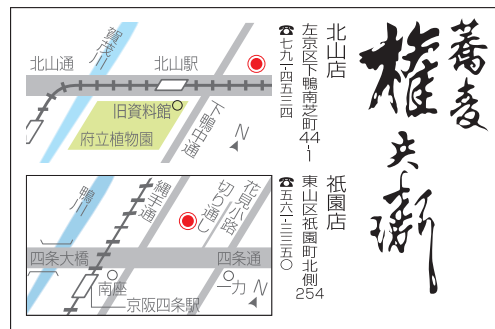 蕎麦
権兵衛
北山店
左京区下鴨南芝町44-1
☎七九一四五三四
祇園店
東山区祇園町北側254
☎五六一三三五〇
賀茂川
北山通
北山駅
旧資料館
府立植物園
下鴨中通
N
鴨川
縄手通
切り通し
花見小路
四条大橋
四条通
南座
一力
京阪四条駅
N